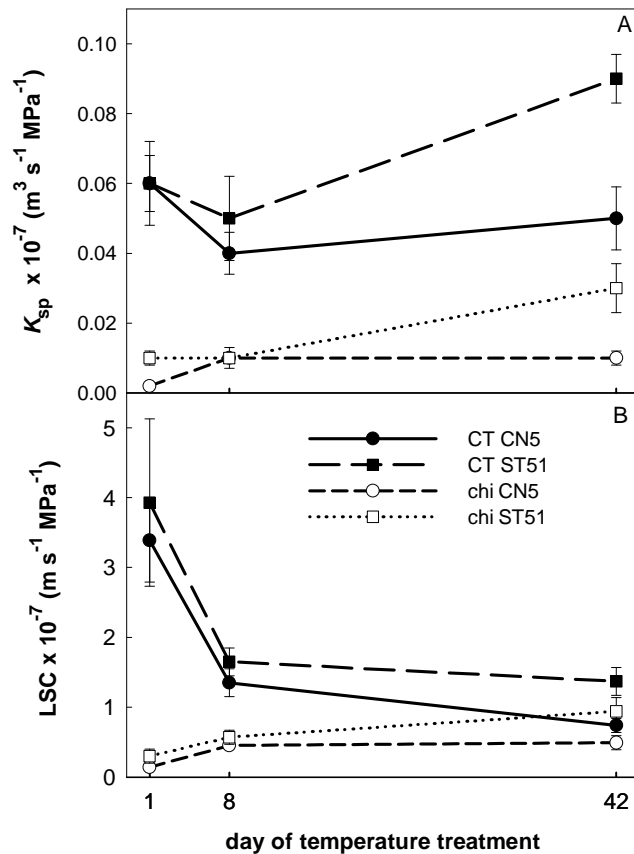 A
0.10
0.08
0.06
0.04
0.02
0.00
Ksp x 10-7 (m3 s-1 MPa-1)
B
5
4
3
2
1
0
LSC x 10-7 (m s-1 MPa-1)
CT CN5
CT ST51
chi CN5
chi ST51
1 8 42
day of temperature treatment